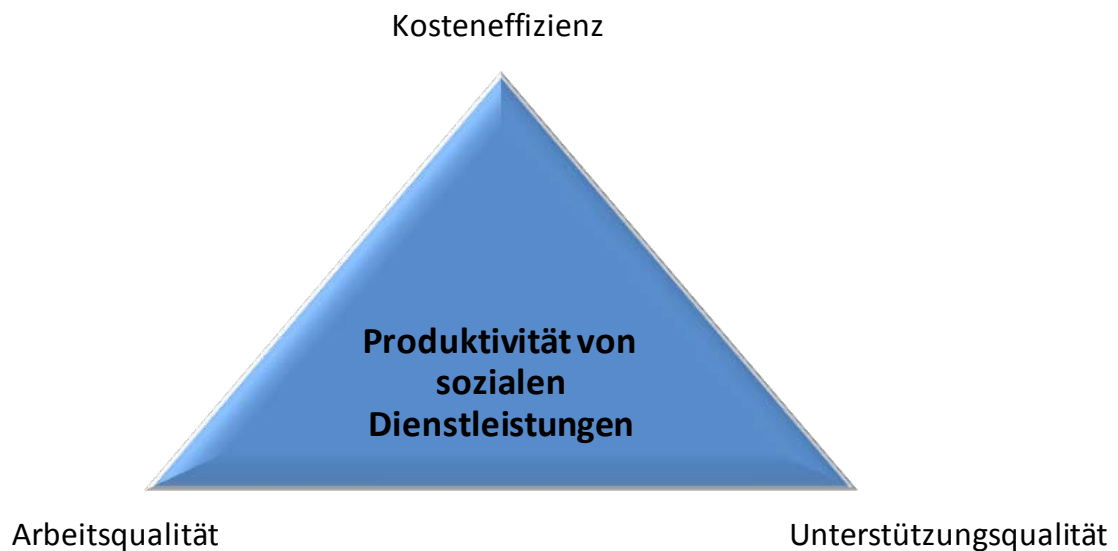 Kosteneffizienz
Produktivität von
sozialen
Dienstleistungen
Arbeitsqualität
Unterstützungsqualität